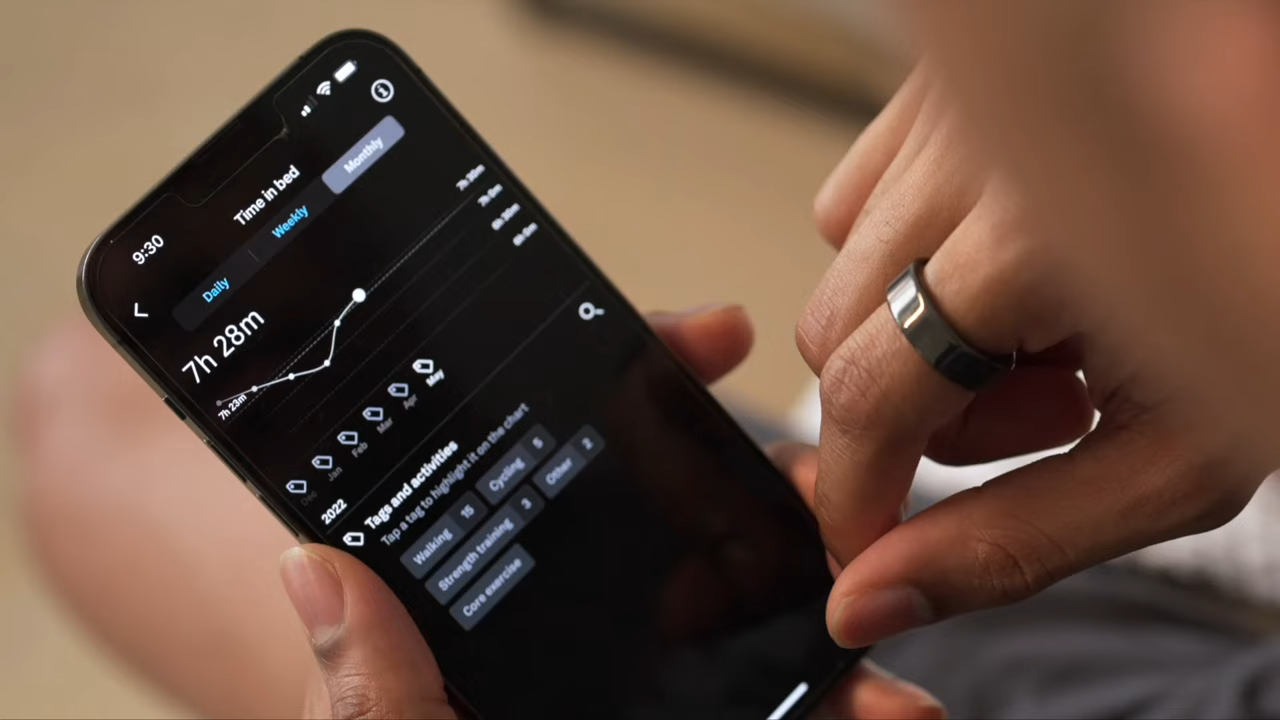 9:30
Time in bed
Daily
Weekly
Monthly
7h 28m
7h 30m
7h 0m
6h 30m
6h 0m
7h 23m
Dec
Jan
Feb
Mar
Apr
May
2022
Tags and activities
Tap a tag to highlight it on the chart
Walking 15
Cycling 5
Strength training 3
Other 2
Core exercise